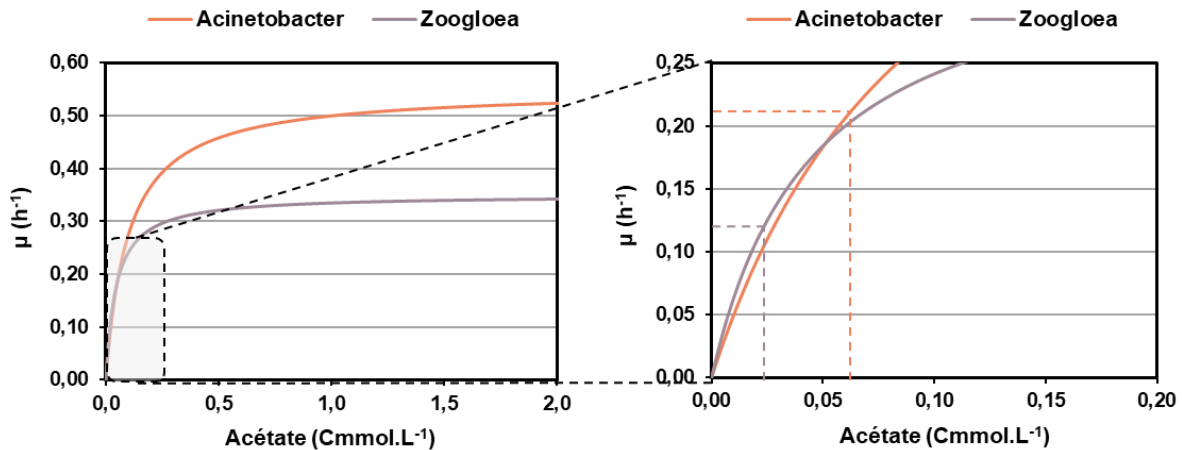 Acinetobacter Zoogloea
0,60
0,50
0,40
0,30
0,20
0,10
0,00
µ (h⁻¹)
0,0 0,5 1,0 1,5 2,0
Acétate (Cmmol.L⁻¹)
Acinetobacter Zoogloea
0,25
0,20
0,15
0,10
0,05
0,00
µ (h⁻¹)
0,00 0,05 0,10 0,15 0,20
Acétate (Cmmol.L⁻¹)